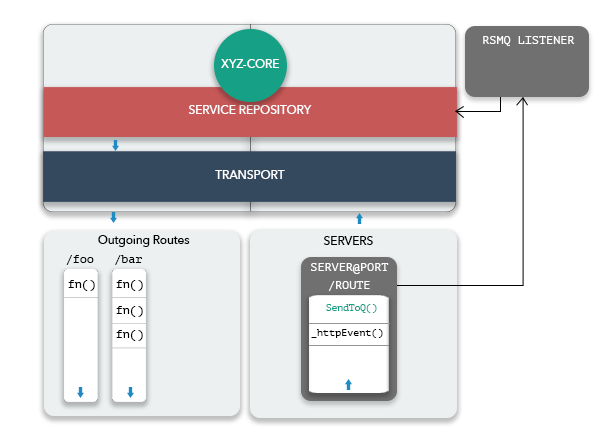 RSMQ LISTENER
XYZ-CORE
SERVICE REPOSITORY
TRANSPORT
Outgoing Routes
/foo
/bar
fn()
fn()
fn()
fn()
SERVERS
SERVER@PORT
/ROUTE
SendToQ()
_httpEvent()